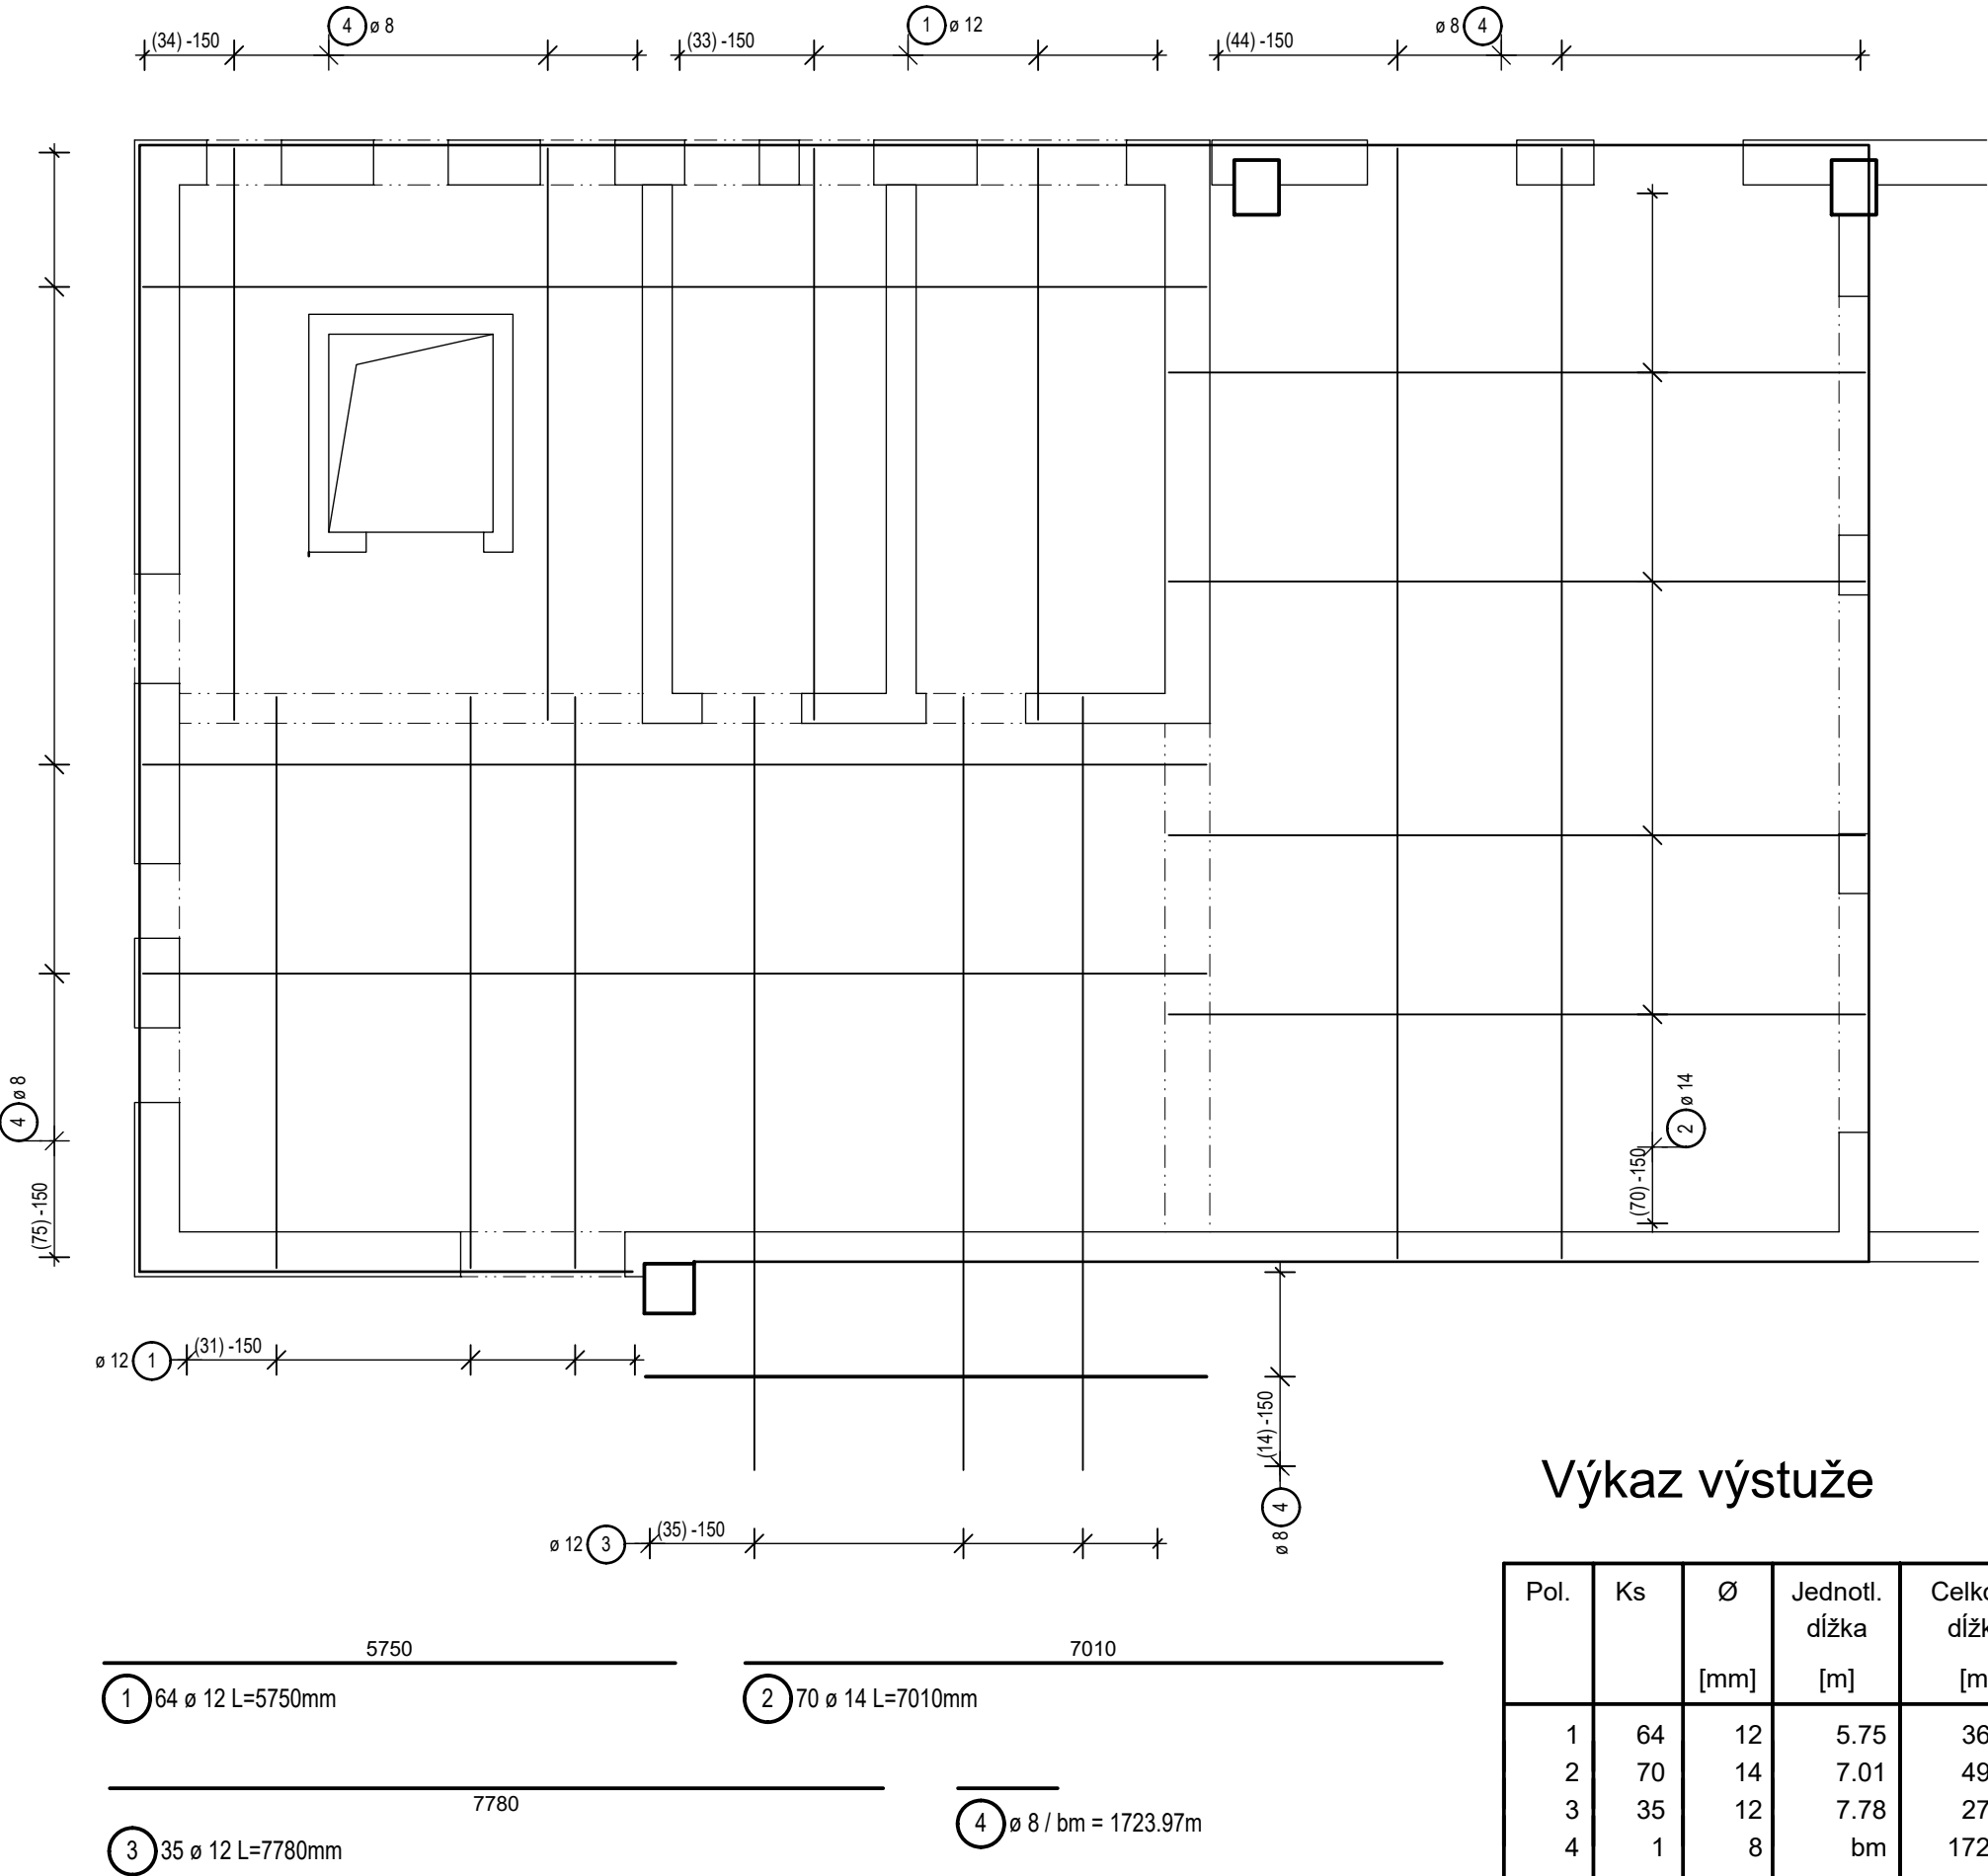 (34) -150 4 ø 8 (33) -150 1 ø 12 (44) -150 ø 8 4
4 ø 8
(75) -150
2 ø 14
(70) -150
ø 12 1 (31) -150
(14) -150
4 ø 8
ø 12 3 (35) -150
Výkaz výstuže
Pol. Ks Ø Jednotl.
dĺžka
[mm] [m]
1 64 12 5.75
2 70 14 7.01
3 35 12 7.78
4 1 8 bm
5750
1 64 ø 12 L=5750mm
7010
2 70 ø 14 L=7010mm
7780
3 35 ø 12 L=7780mm
4 ø 8 / bm = 1723.97m